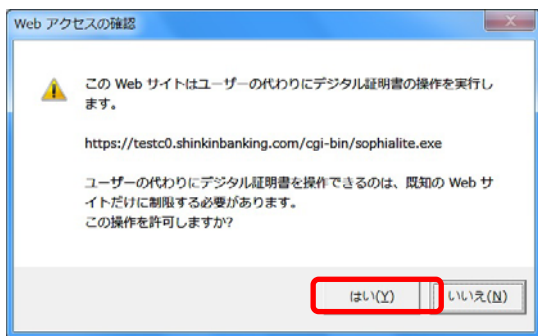 Web アクセスの確認
この Web サイトはユーザーの代わりにデジタル証明書の操作を実行し
ます。
https://testc0.shinkinbanking.com/cgi-bin/sophialite.exe
ユーザーの代わりにデジタル証明書を操作できるのは、既知の Web サ
イトだけに制限する必要があります。
この操作を許可しますか?
はい(Y) いいえ(N)